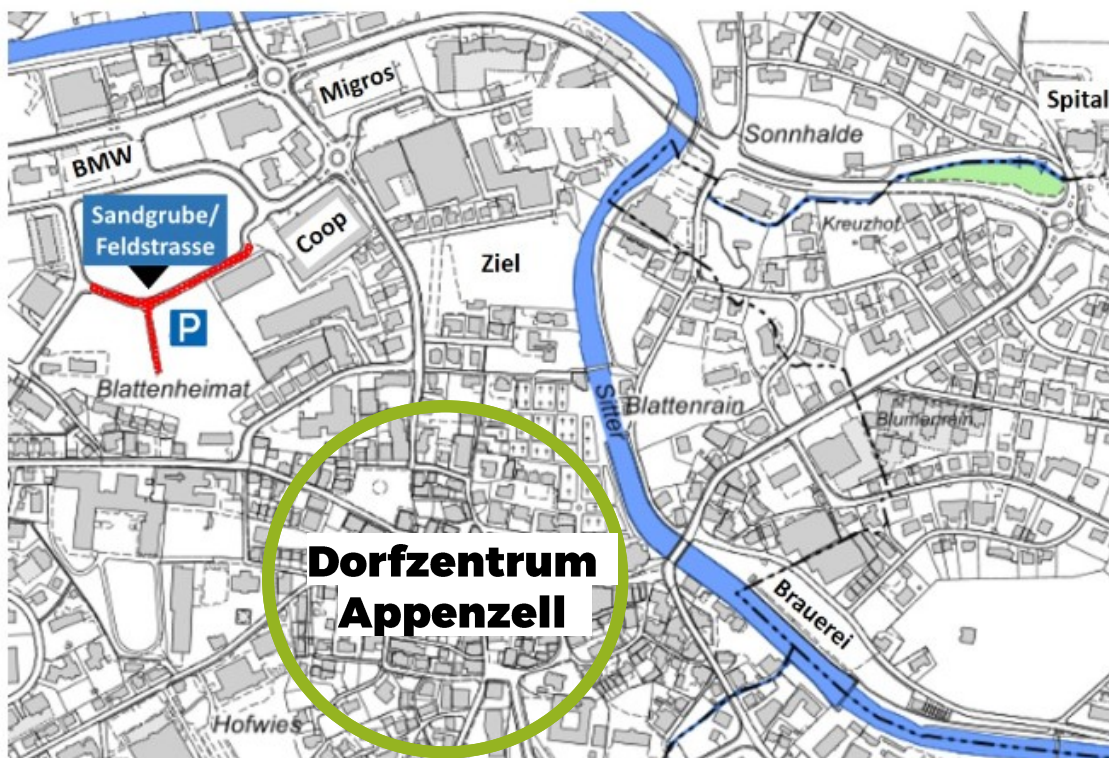 Migros
Spital
Sonnhalde
BMW
Sandgrube/
Feldstrasse
Coop
Kreuzhof
Ziel
P
Blattenheimat
Sitter
Blattenrain
Blumenrain
Dorfzentrum
Appenzell
Brauerei
Hofwies